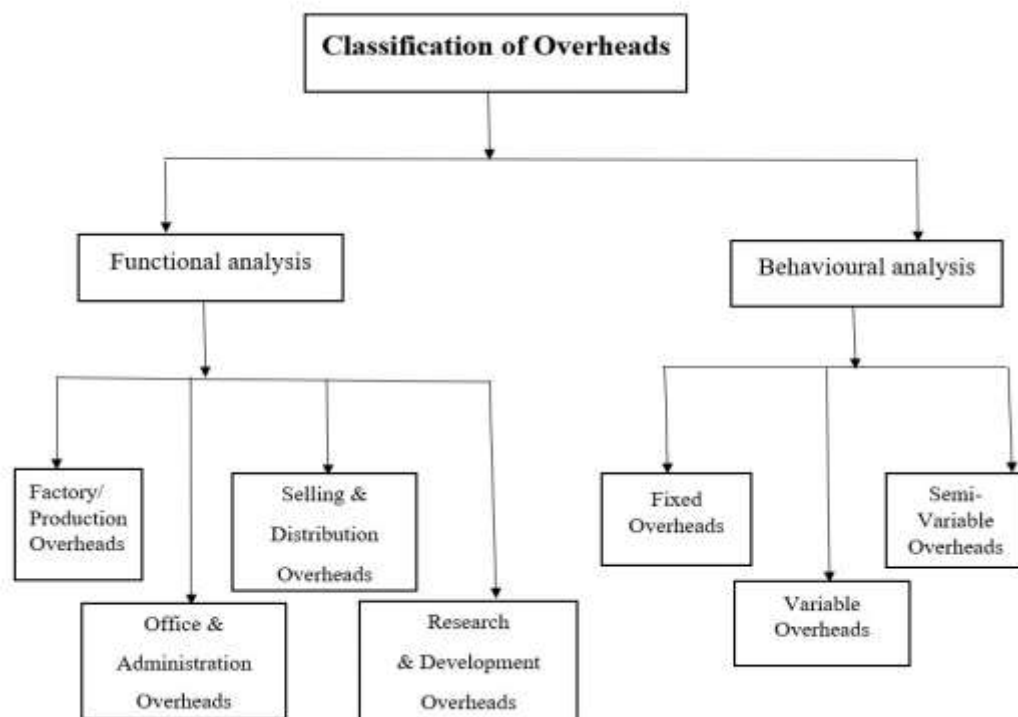 Classification of Overheads
Functional analysis
Behavioural analysis
Factory/
Production
Overheads
Office &
Administration
Overheads
Selling &
Distribution
Overheads
Research
& Development
Overheads
Fixed
Overheads
Variable
Overheads
Semi-
Variable
Overheads